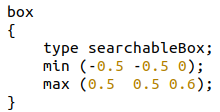 box
{
    type searchableBox;
    min (-0.5 -0.5 0);
    max (0.5  0.5 0.6);
}